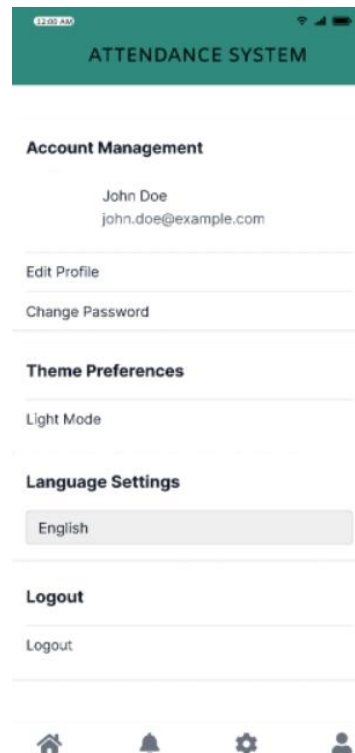 12:00 AM
ATTENDANCE SYSTEM
Account Management
John Doe
john.doe@example.com
Edit Profile
Change Password
Theme Preferences
Light Mode
Language Settings
English
Logout
Logout